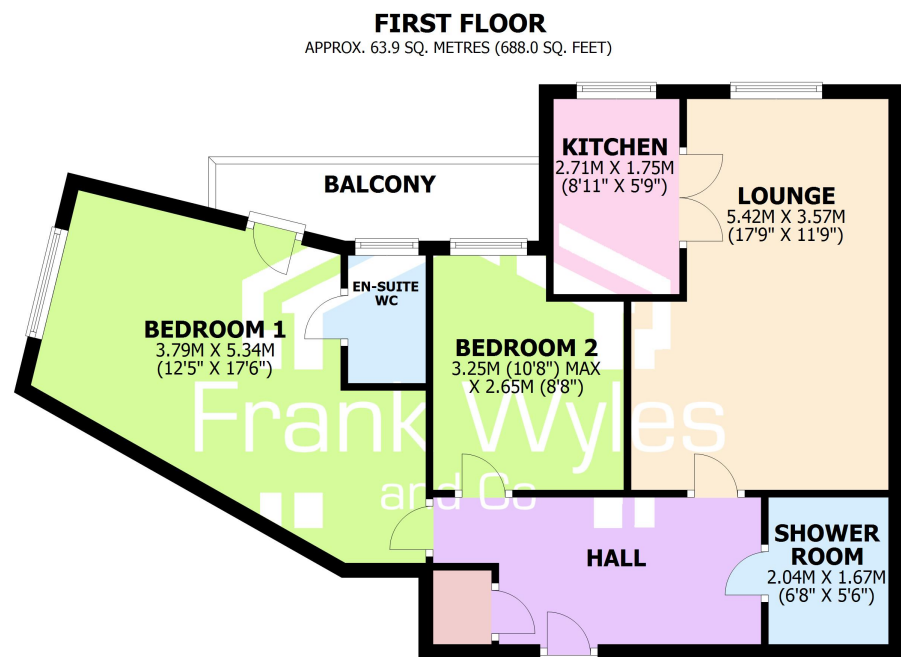 FIRST FLOOR
APPROX. 63.9 SQ. METRES (688.0 SQ. FEET)
KITCHEN
2.71M X 1.75M
(8'11" X 5'9")
LOUNGE
5.42M X 3.57M
(17'9" X 11'9")
BALCONY
EN-SUITE
WC
BEDROOM 1
3.79M X 5.34M
(12'5" X 17'6")
BEDROOM 2
3.25M (10'8") MAX
X 2.65M (8'8")
Frank Wyles
and Co
HALL
SHOWER
ROOM
2.04M X 1.67M
(6'8" X 5'6")